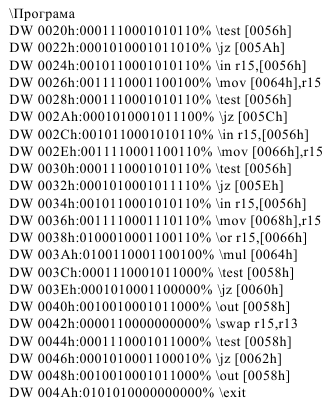 \Програма
DW 0020h:0001110001010110% \test [0056h]
DW 0022h:0001010001011010% \jz [005Ah]
DW 0024h:0010110001010110% \in r15,[0056h]
DW 0026h:0011110001100100% \mov [0064h],r15
DW 0028h:0001110001010110% \test [0056h]
DW 002Ah:0001010001011100% \jz [005Ch]
DW 002Ch:0010110001010110% \in r15,[0056h]
DW 002Eh:0011110001100110% \mov [0066h],r15
DW 0030h:0001110001010110% \test [0056h]
DW 0032h:0001010001011110% \jz [005Eh]
DW 0034h:0010110001010110% \in r15,[0056h]
DW 0036h:0011110001110110% \mov [0068h],r15
DW 0038h:0100010001100110% \or r15,[0066h]
DW 003Ah:0100110001100100% \mul [0064h]
DW 003Ch:0001110001011000% \test [0058h]
DW 003Eh:0001010001100000% \jz [0060h]
DW 0040h:0010010001011000% \out [0058h]
DW 0042h:0000110000000000% \swap r15,r13
DW 0044h:0001110001011000% \test [0058h]
DW 0046h:0001010001100010% \jz [0062h]
DW 0048h:0010010001011000% \out [0058h]
DW 004Ah:0101010000000000% \exit